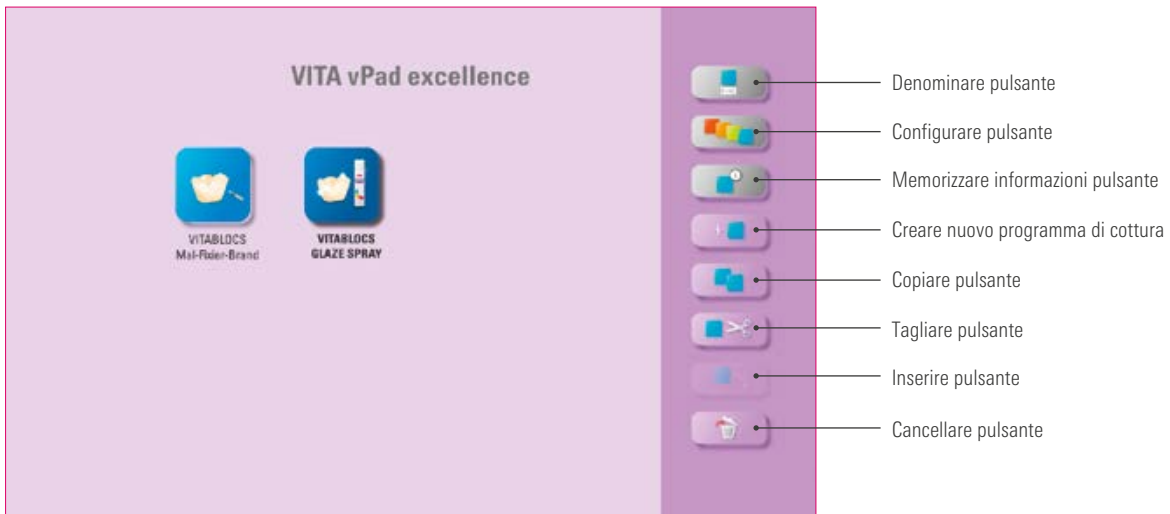 VITA vPad excellence
VITABLOCS
Mal-Fixier-Brand
VITABLOCS
GLAZE SPRAY
Denominare pulsante
Configurare pulsante
Memorizzare informazioni pulsante
Creare nuovo programma di cottura
Copiare pulsante
Tagliare pulsante
Inserire pulsante
Cancellare pulsante